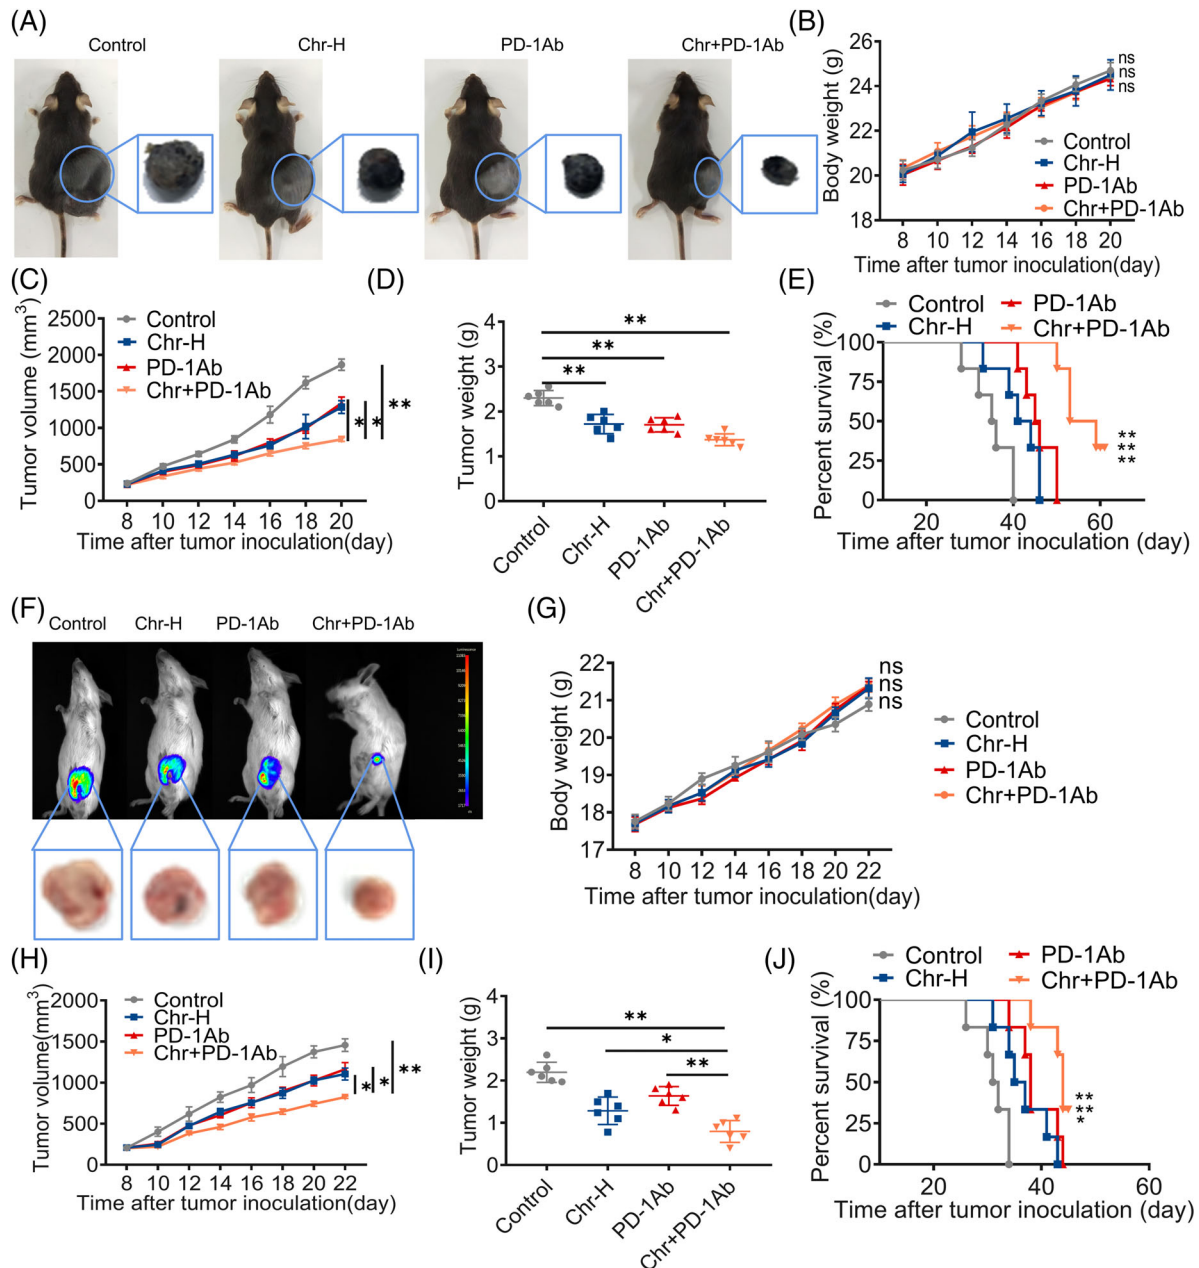 (A)
Control Chr-H PD-1Ab Chr+PD-1Ab
(B)
Body weight (g)
26
24
22
20
18
ns
ns
ns
Control
Chr-H
PD-1Ab
Chr+PD-1Ab
8 10 12 14 16 18 20
Time after tumor inoculation(day)
(C)
Tumor volume (mm3)
2500
2000
1500
1000
500
0
Control
Chr-H
PD-1Ab
Chr+PD-1Ab
* * **
8 10 12 14 16 18 20
Time after tumor inoculation(day)
(D)
Tumor weight (g)
4
3
2
1
0
**
**
**
Control
Chr-H
PD-1Ab
Chr+PD-1Ab
(E)
Control PD-1Ab
Chr-H Chr+PD-1Ab
Percent survival (%)
100
75
50
25
0
**
**
**
20 40 60
Time after tumor inoculation (day)
(F)
Control Chr-H PD-1Ab Chr+PD-1Ab
(G)
Body weight (g)
22
21
20
19
18
17
ns
ns
ns
Control
Chr-H
PD-1Ab
Chr+PD-1Ab
8 10 12 14 16 18 20 22
Time after tumor inoculation(day)
(H)
Tumor volume(mm3)
2000
1500
1000
500
0
Control
Chr-H
PD-1Ab
Chr+PD-1Ab
* * **
8 10 12 14 16 18 20 22
Time after tumor inoculation(day)
(I)
Tumor weight (g)
4
3
2
1
0
**
*
**
Control
Chr-H
PD-1Ab
Chr+PD-1Ab
(J)
Control PD-1Ab
Chr-H Chr+PD-1Ab
Percent survival (%)
100
75
50
25
0
**
**
*
20 40 60
Time after tumor inoculation (day)